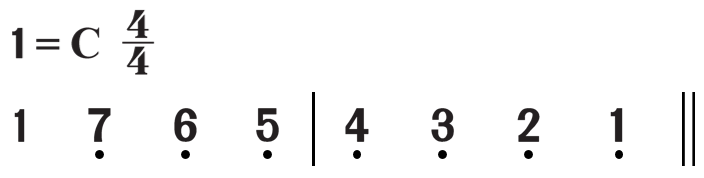 1 = C 4/4
1 7̣ 6̣ 5̣ | 4̣ 3̣ 2̣ 1̣ ‖